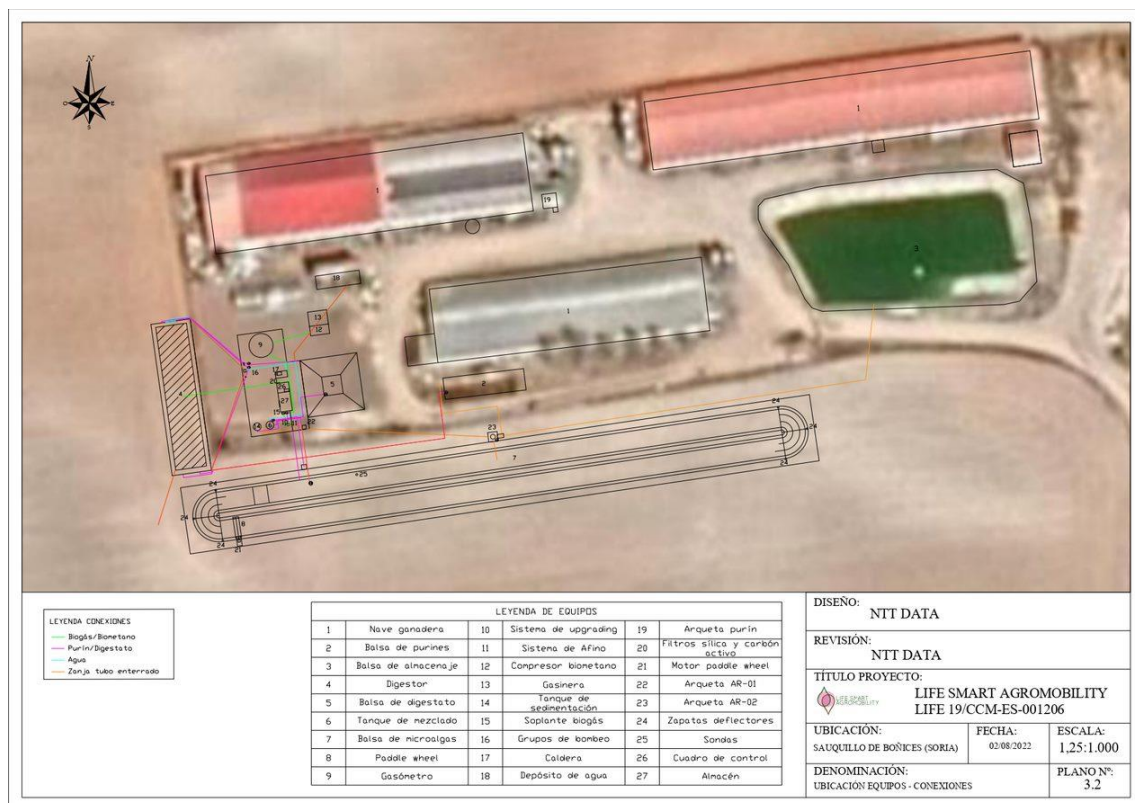 N
O
E
S
1
1
1
19
3
18
13
12
9
5
4
16
17
20
26
27
15
14
6
22
2
23
7
24
24
24
24
24
24
25
8
21
LEYENDA CONEXIONES
Biogás/Biometano
Purín/Digestato
Agua
Zanja tubo enterrado
LEYENDA DE EQUIPOS
1 Nave ganadera 10 Sistema de upgrading 19 Arqueta purín
2 Balsa de purines 11 Sistema de Afino 20 Filtros sílica y carbón activo
3 Balsa de almacenaje 12 Compresor biometano 21 Motor paddle wheel
4 Digestor 13 Gasinera 22 Arqueta AR-01
5 Balsa de digestato 14 Tanque de sedimentación 23 Arqueta AR-02
6 Tanque de mezclado 15 Soplante biogás 24 Zapatas deflectores
7 Balsa de microalgas 16 Grupos de bombeo 25 Sondas
8 Paddle wheel 17 Caldera 26 Cuadro de control
9 Gasómetro 18 Depósito de agua 27 Almacén
DISEÑO:
NTT DATA
REVISIÓN:
NTT DATA
TÍTULO PROYECTO:
LIFE SMART AGROMOBILITY
LIFE SMART AGROMOBILITY
LIFE 19/CCM-ES-001206
UBICACIÓN:
SAUQUILLO DE BOÑICES (SORIA)
FECHA:
02/08/2022
ESCALA:
1,25:1.000
DENOMINACIÓN:
UBICACIÓN EQUIPOS - CONEXIONES
PLANO Nº:
3.2